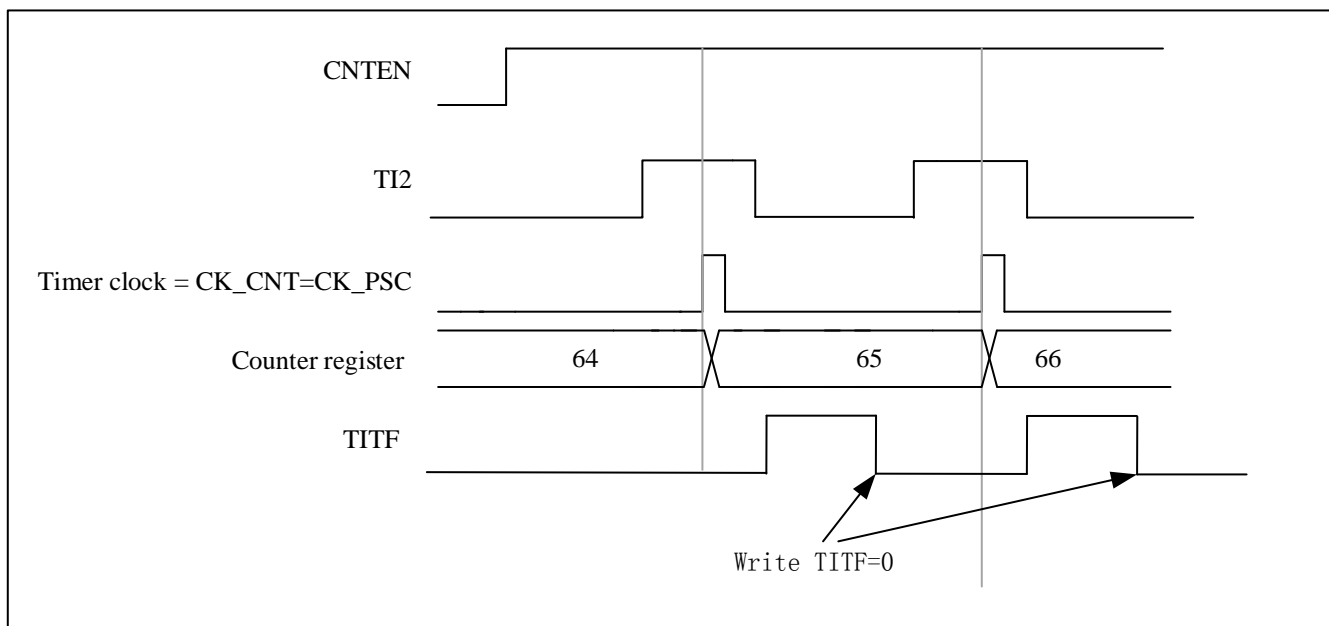 CNTEN
TI2
Timer clock = CK_CNT=CK_PSC
Counter register
64
65
66
TITF
Write TITF=0